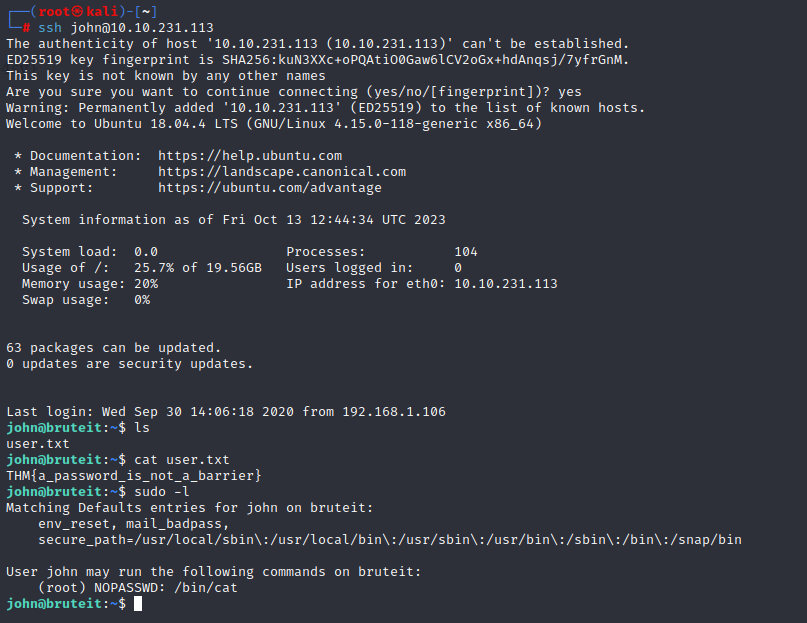 ┌──(root㉿kali)-[~]
└─# ssh john@10.10.231.113
The authenticity of host '10.10.231.113 (10.10.231.113)' can't be established.
ED25519 key fingerprint is SHA256:kuN3XXc+oPQAtiO0Gaw6lCV2oGx+hdAnqsj/7yfrGnM.
This key is not known by any other names
Are you sure you want to continue connecting (yes/no/[fingerprint])? yes
Warning: Permanently added '10.10.231.113' (ED25519) to the list of known hosts.
Welcome to Ubuntu 18.04.4 LTS (GNU/Linux 4.15.0-118-generic x86_64)

 * Documentation:  https://help.ubuntu.com
 * Management:     https://landscape.canonical.com
 * Support:        https://ubuntu.com/advantage

  System information as of Fri Oct 13 12:44:34 UTC 2023

  System load:  0.0                Processes:           104
  Usage of /:   25.7% of 19.56GB   Users logged in:     0
  Memory usage: 20%                IP address for eth0: 10.10.231.113
  Swap usage:   0%


63 packages can be updated.
0 updates are security updates.


Last login: Wed Sep 30 14:06:18 2020 from 192.168.1.106
john@bruteit:~$ ls
user.txt
john@bruteit:~$ cat user.txt
THM{a_password_is_not_a_barrier}
john@bruteit:~$ sudo -l
Matching Defaults entries for john on bruteit:
    env_reset, mail_badpass,
    secure_path=/usr/local/sbin\:/usr/local/bin\:/usr/sbin\:/usr/bin\:/sbin\:/bin\:/snap/bin

User john may run the following commands on bruteit:
    (root) NOPASSWD: /bin/cat
john@bruteit:~$